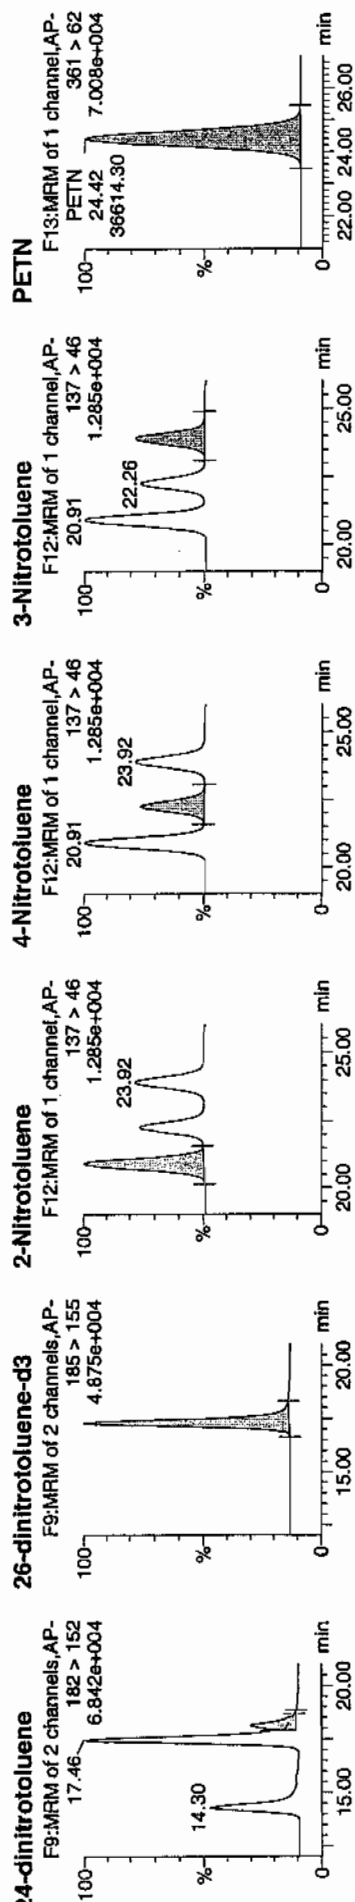 24-dinitrotoluene
F9:MRM of 2 channels,AP-
182 > 152
6.842e+004
17.46
14.30
100
%
0
15.00
20.00
min
26-dinitrotoluene-d3
F9:MRM of 2 channels,AP-
185 > 155
4.675e+004
100
%
0
15.00
20.00
min
2-Nitrotoluene
F12:MRM of 1 channel,AP-
137 > 46
1.285e+004
23.92
100
%
0
20.00
25.00
min
4-Nitrotoluene
F12:MRM of 1 channel,AP-
20.91
137 > 46
1.285e+004
23.92
100
%
0
20.00
25.00
min
3-Nitrotoluene
F12:MRM of 1 channel,AP-
20.91
137 > 46
1.285e+004
22.26
100
%
0
20.00
25.00
min
PETN
F13:MRM of 1 channel,AP-
PETN
361 > 62
24.42
7.008e+004
36614.30
100
%
0
22.00
24.00
26.00
min